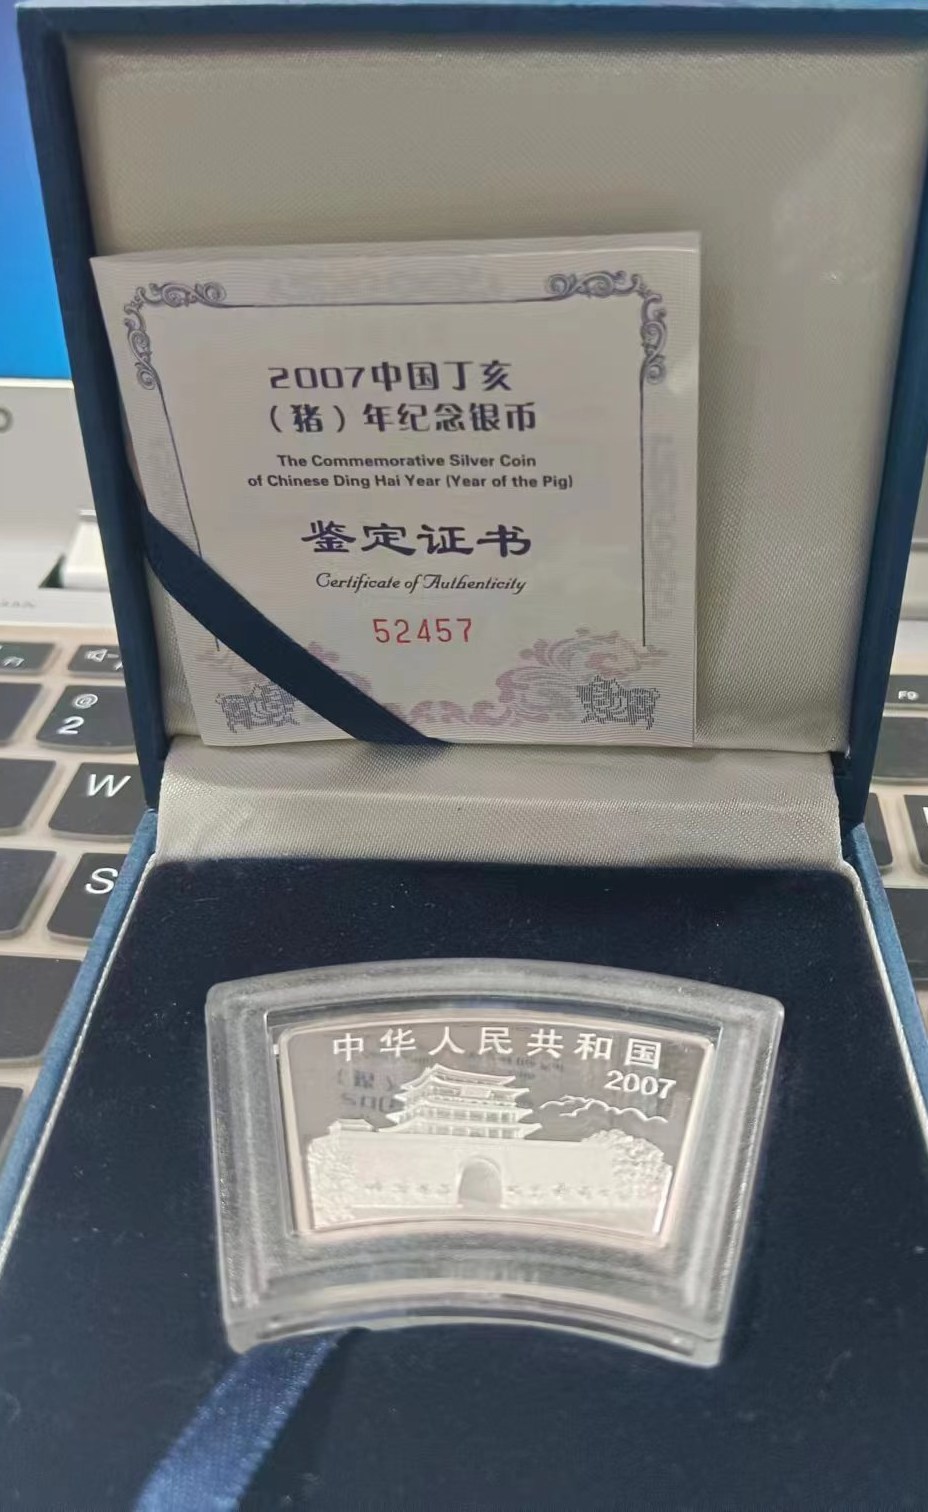 2007中国丁亥
（猪）年纪念银币
The Commemorative Silver Coin
of Chinese Ding Hai Year (Year of the Pig)
鉴定证书
Certificate of Authenticity
52457
F1
@
2
W
S
F9
中华人民共和国
2007